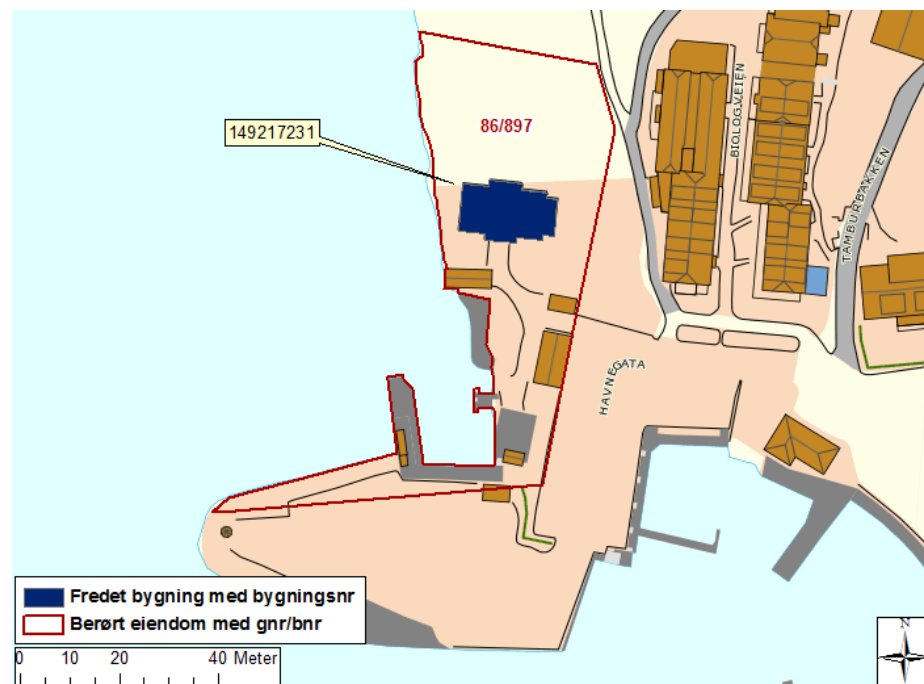 86/897
149217231
BIOLOGVEIEN
TAMBURBAKKEN
HAVNEGATA
Fredet bygning med bygningsnr
Berørt eiendom med gnr/bnr
0 10 20 40 Meter
N